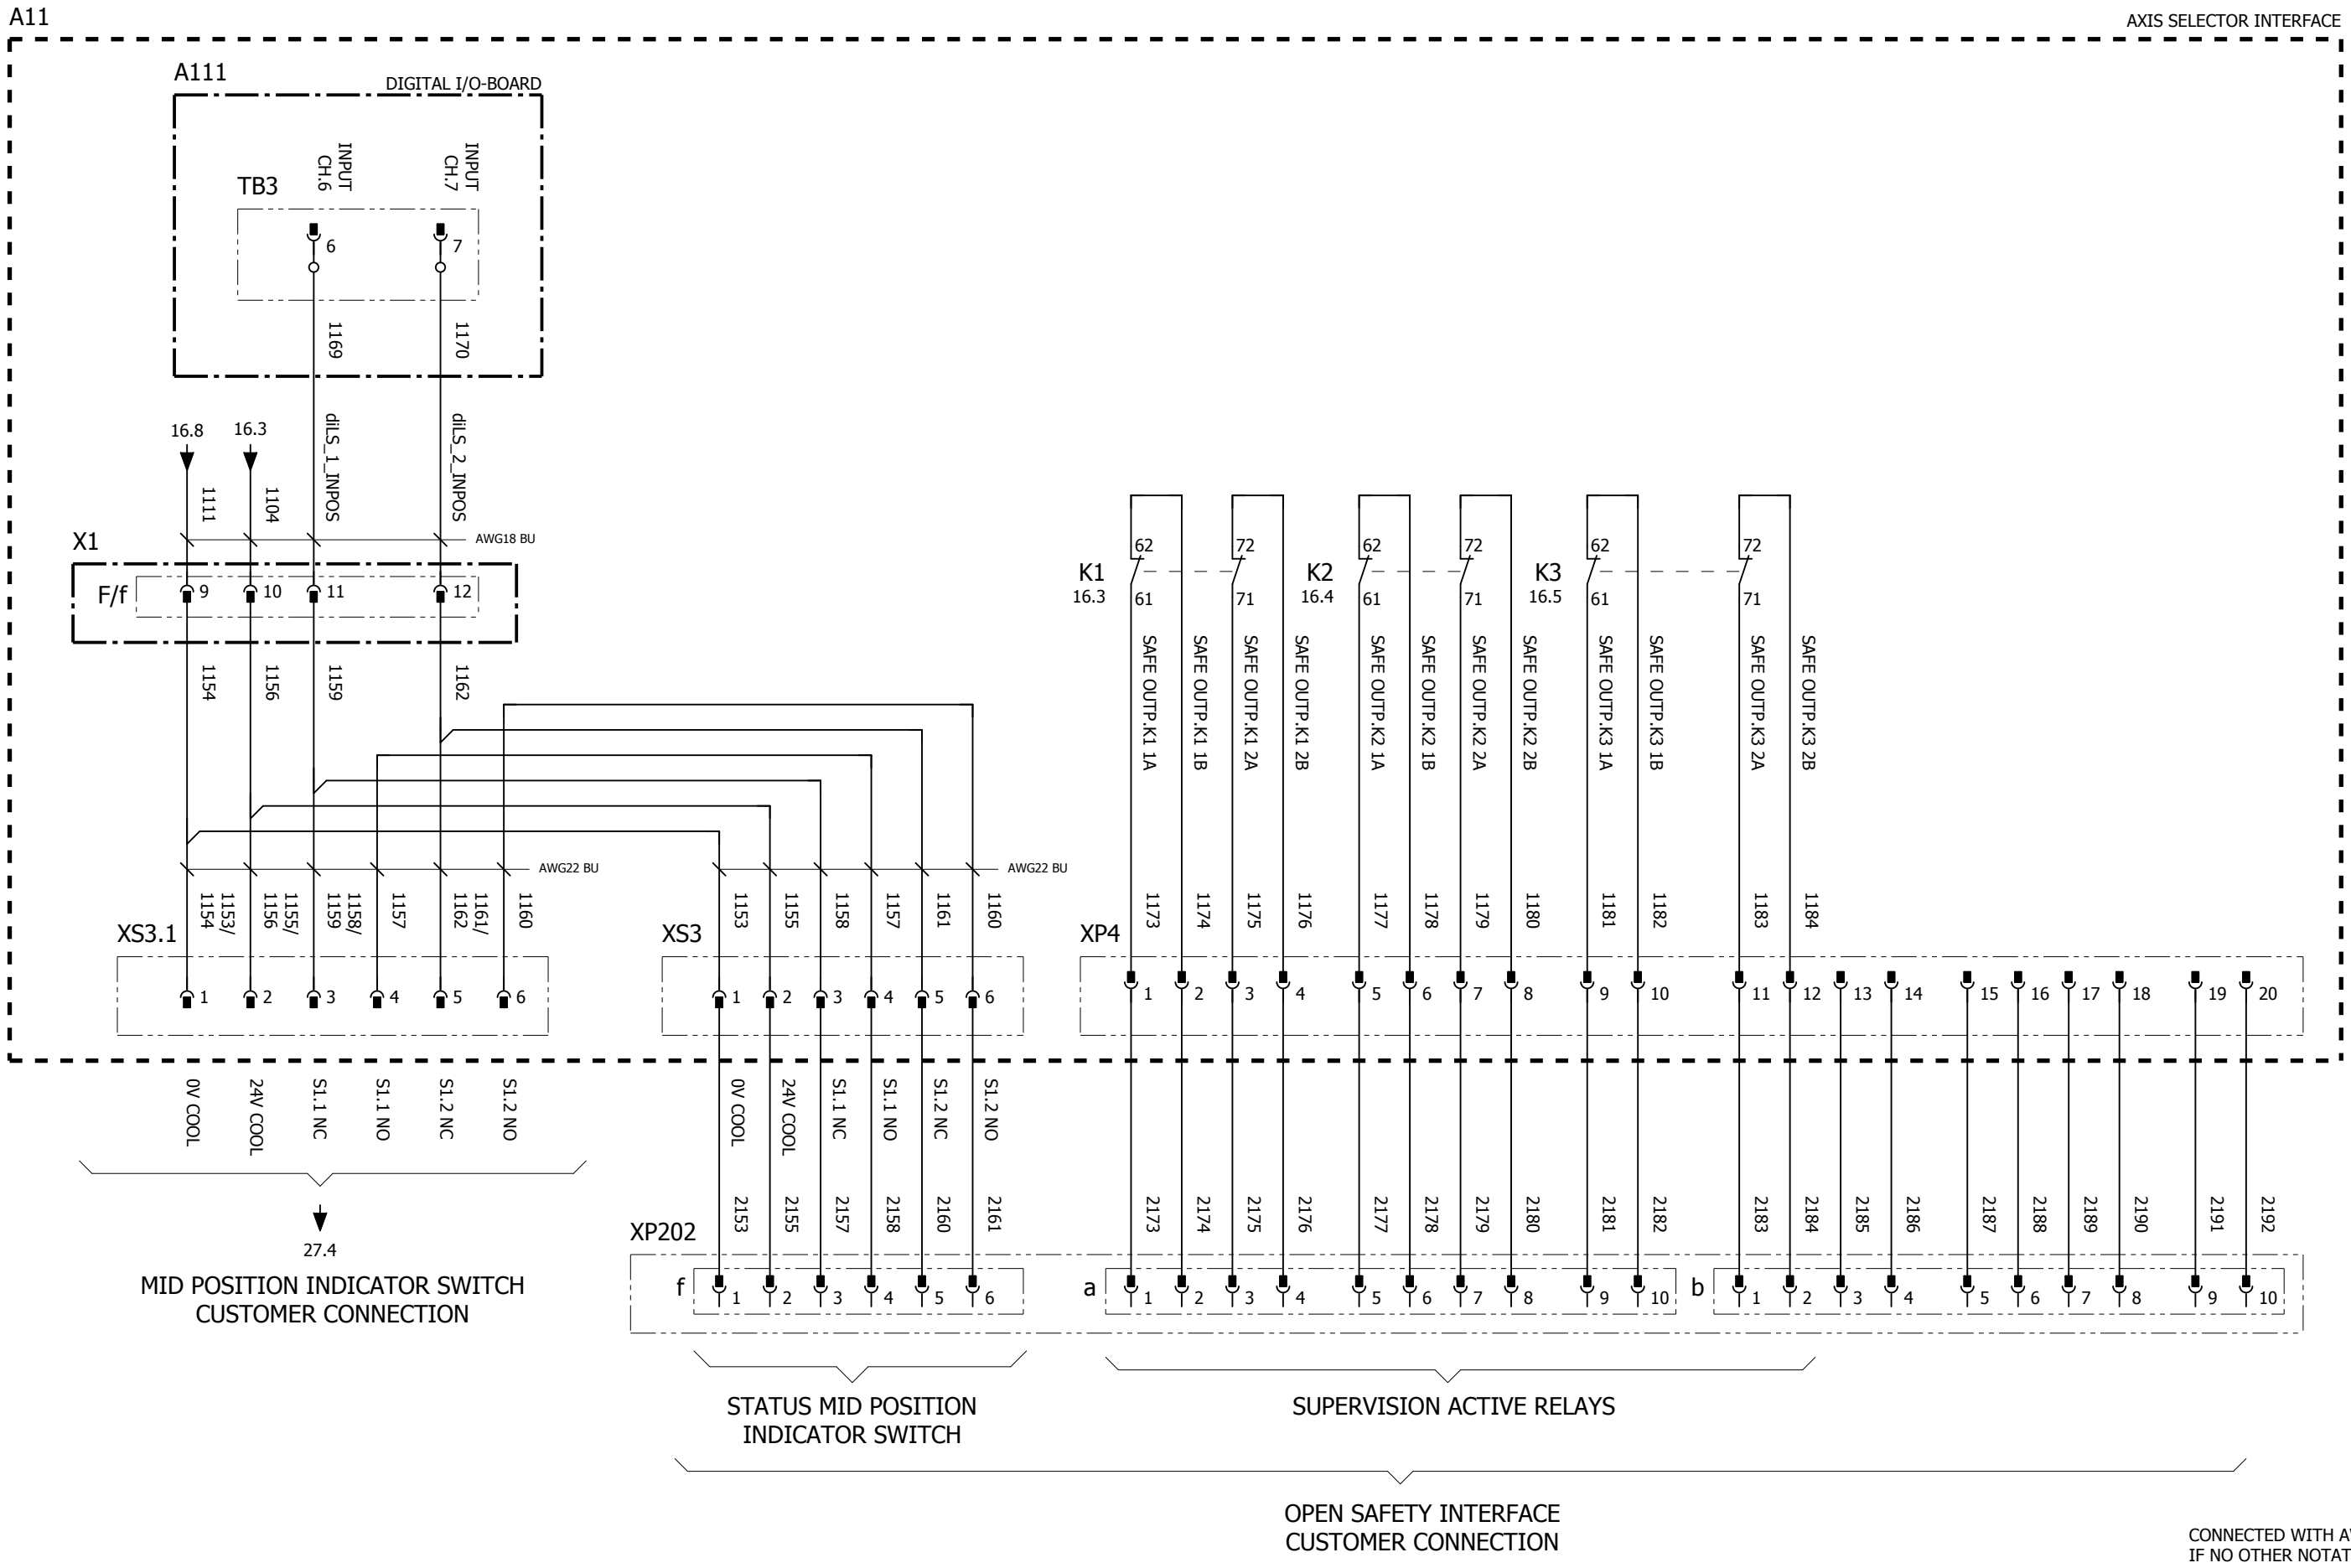 A11
AXIS SELECTOR INTERFACE
A111
DIGITAL I/O-BOARD
INPUT
CH.6
INPUT
CH.7
TB3
6
7
1169
1170
16.8
16.3
diLS_1_INPOS
diLS_2_INPOS
1111
1104
AWG18 BU
X1
F/f
9
10
11
12
1154
1156
1159
1162
62
72
62
72
62
72
K1
16.3
K2
16.4
K3
16.5
61
71
61
71
61
71
SAFE OUTP.K1 1A
SAFE OUTP.K1 1B
SAFE OUTP.K1 2A
SAFE OUTP.K1 2B
SAFE OUTP.K2 1A
SAFE OUTP.K2 1B
SAFE OUTP.K2 2A
SAFE OUTP.K2 2B
SAFE OUTP.K3 1A
SAFE OUTP.K3 1B
SAFE OUTP.K3 2A
SAFE OUTP.K3 2B
AWG22 BU
AWG22 BU
1153/
1154
1155/
1156
1158/
1159
1157
1161/
1162
1160
1153
1155
1158
1157
1161
1160
1173
1174
1175
1176
1177
1178
1179
1180
1181
1182
1183
1184
XS3.1
XS3
XP4
1
2
3
4
5
6
1
2
3
4
5
6
1
2
3
4
5
6
7
8
9
10
11
12
13
14
15
16
17
18
19
20
0V COOL
24V COOL
S1.1 NC
S1.1 NO
S1.2 NC
S1.2 NO
0V COOL
24V COOL
S1.1 NC
S1.1 NO
S1.2 NC
S1.2 NO
2153
2155
2157
2158
2160
2161
2173
2174
2175
2176
2177
2178
2179
2180
2181
2182
2183
2184
2185
2186
2187
2188
2189
2190
2191
2192
27.4
MID POSITION INDICATOR SWITCH
CUSTOMER CONNECTION
XP202
f
1
2
3
4
5
6
a
1
2
3
4
5
6
7
8
9
10
b
1
2
3
4
5
6
7
8
9
10
STATUS MID POSITION
INDICATOR SWITCH
SUPERVISION ACTIVE RELAYS
OPEN SAFETY INTERFACE
CUSTOMER CONNECTION
CONNECTED WITH
IF NO OTHER